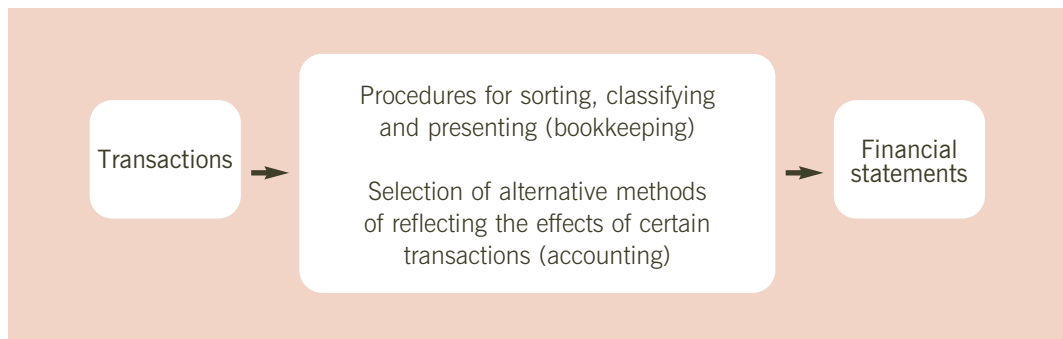 Transactions
Procedures for sorting, classifying
and presenting (bookkeeping)
Selection of alternative methods
of reflecting the effects of certain
transactions (accounting)
Financial
statements